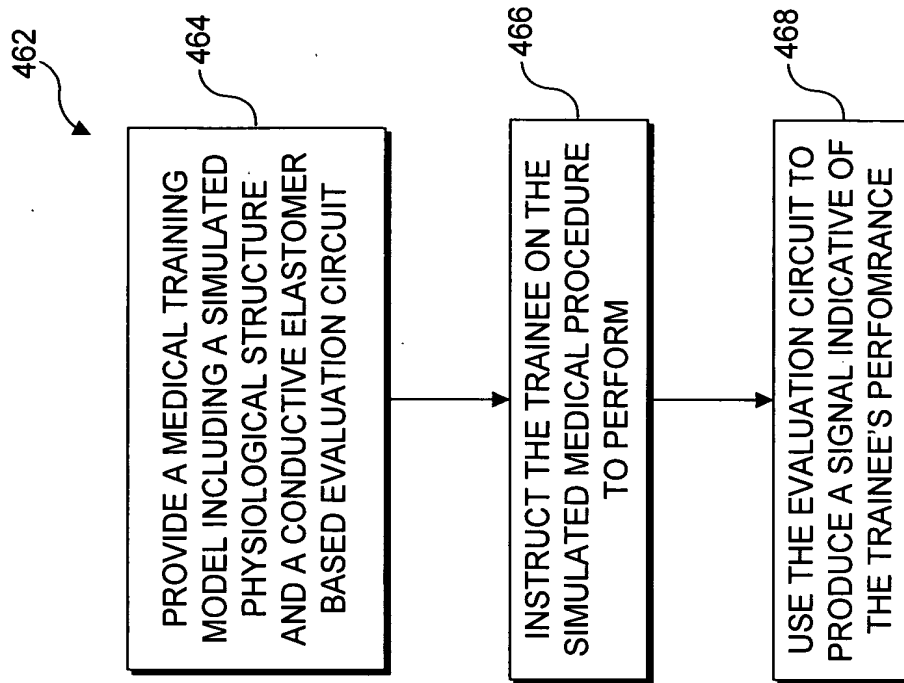 462
464
PROVIDE A MEDICAL TRAINING
MODEL INCLUDING A SIMULATED
PHYSIOLOGICAL STRUCTURE
AND A CONDUCTIVE ELASTOMER
BASED EVALUATION CIRCUIT
466
INSTRUCT THE TRAINEE ON THE
SIMULATED MEDICAL PROCEDURE
TO PERFORM
468
USE THE EVALUATION CIRCUIT TO
PRODUCE A SIGNAL INDICATIVE OF
THE TRAINEE'S PERFOMRANCE